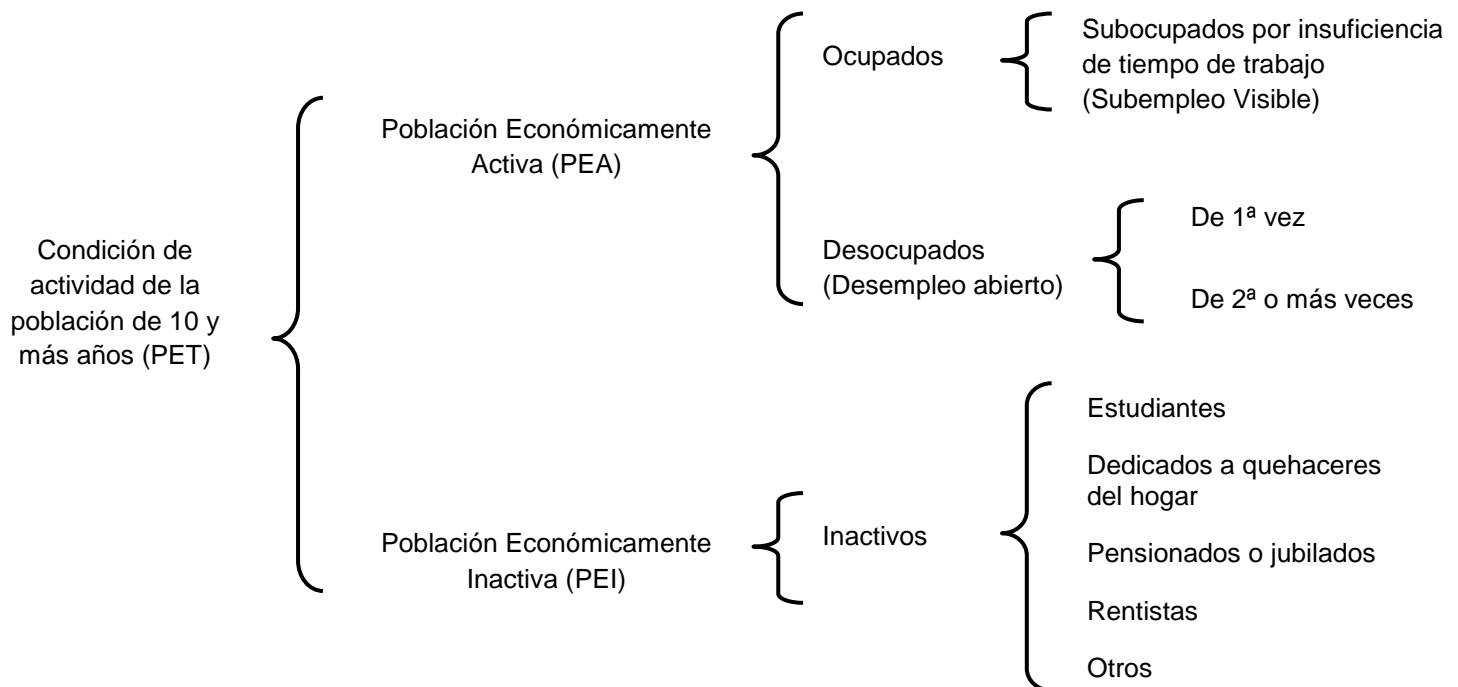 Condición de
actividad de la
población de 10 y
más años (PET)
Población Económicamente
Activa (PEA)
Ocupados
Subocupados por insuficiencia
de tiempo de trabajo
(Subempleo Visible)
Desocupados
(Desempleo abierto)
De 1ª vez
De 2ª o más veces
Población Económicamente
Inactiva (PEI)
Inactivos
Estudiantes
Dedicados a quehaceres
del hogar
Pensionados o jubilados
Rentistas
Otros